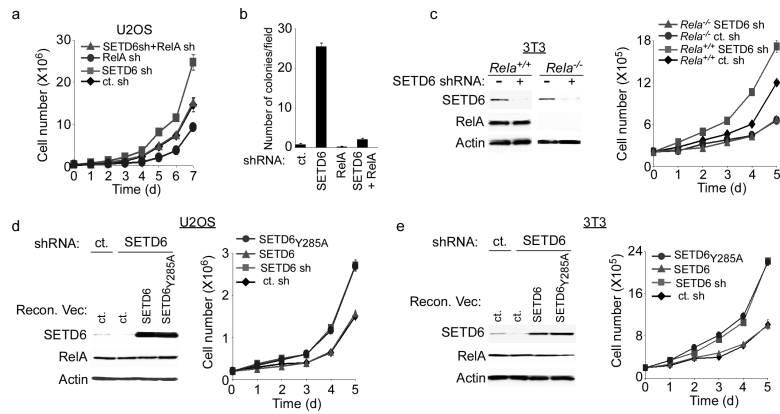 a
U2OS
SETD6sh+RelA sh
RelA sh
SETD6 sh
ct. sh
Cell number (X10⁶)
30
20
10
0
0 1 2 3 4 5 6 7
Time (d)
b
Number of colonies/field
30
20
10
0
shRNA:
ct.
SETD6
RelA
SETD6
+ RelA
c
3T3
Rela+/+ Rela-/-
SETD6 shRNA: - + - +
SETD6
RelA
Actin
Rela-/- SETD6 sh
Rela-/- ct. sh
Rela+/+ SETD6 sh
Rela+/+ ct. sh
Cell number (X10⁵)
18
12
6
0
0 1 2 3 4 5
Time (d)
d
U2OS
shRNA: ct. SETD6
Recon. Vec: ct. ct. SETD6 SETD6Y285A
SETD6
RelA
Actin
SETD6Y285A
SETD6
SETD6 sh
ct. sh
Cell number (X10⁶)
3
2
1
0
0 1 2 3 4 5
Time (d)
e
3T3
shRNA: ct. SETD6
Recon. Vec: ct. ct. SETD6 SETD6Y285A
SETD6
RelA
Actin
SETD6Y285A
SETD6
SETD6 sh
ct. sh
Cell number (X10⁵)
24
16
8
0
0 1 2 3 4 5
Time (d)